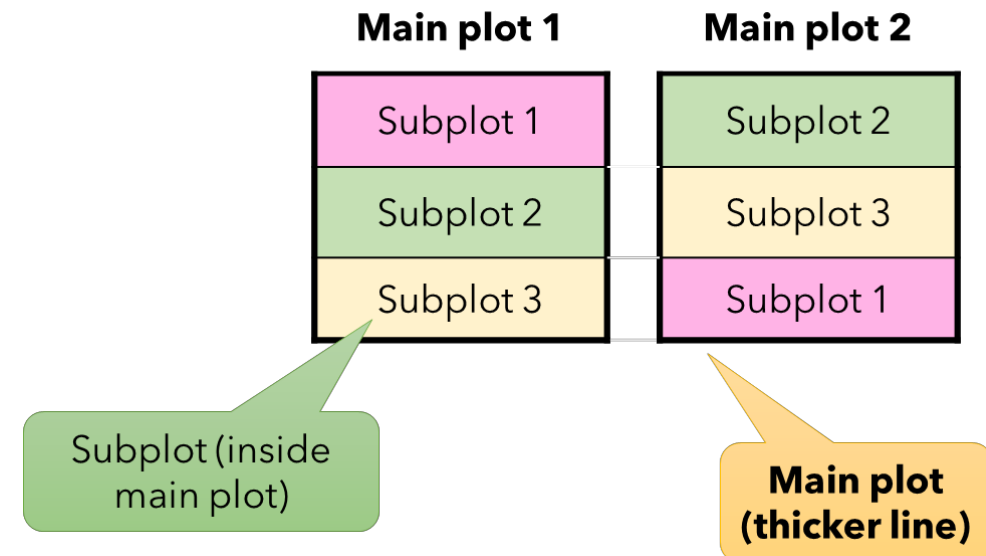 Main plot 1
Main plot 2
Subplot 1
Subplot 2
Subplot 2
Subplot 3
Subplot 3
Subplot 1
Subplot (inside
main plot)
Main plot
(thicker line)